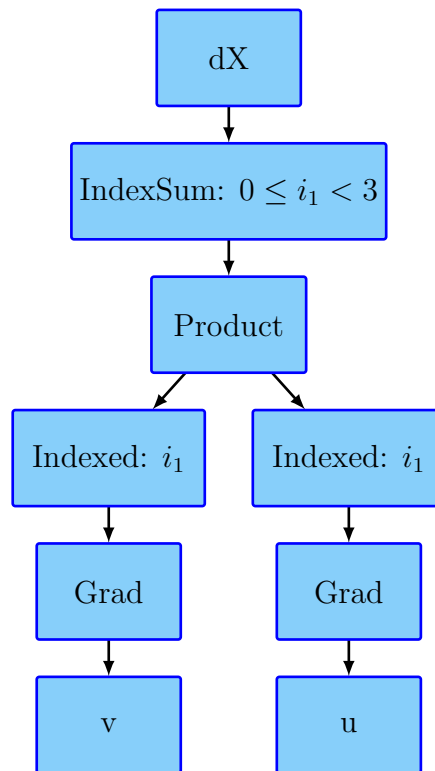 dX
IndexSum: 0 ≤ i₁ < 3
Product
Indexed: i₁ Indexed: i₁
Grad Grad
v u